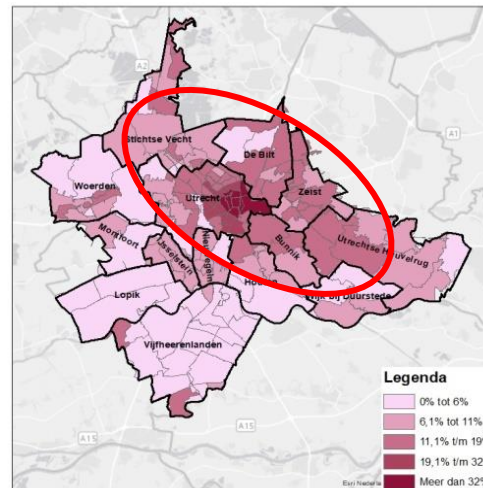 A1
Stichtse Vecht
De Bilt
Woerden
Utrecht
Zeist
Montfoort
IJsselstein
Nieuwegein
Bunnik
Utrechtse Heuvelrug
Houten
Wijk bij Duurstede
Lopik
Vijfheerenlanden
A15
A15
Legenda
0% tot 6%
6,1% tot 11%
11,1% t/m 19%
19,1% t/m 32
Meer dan 32%
Esri Nederla